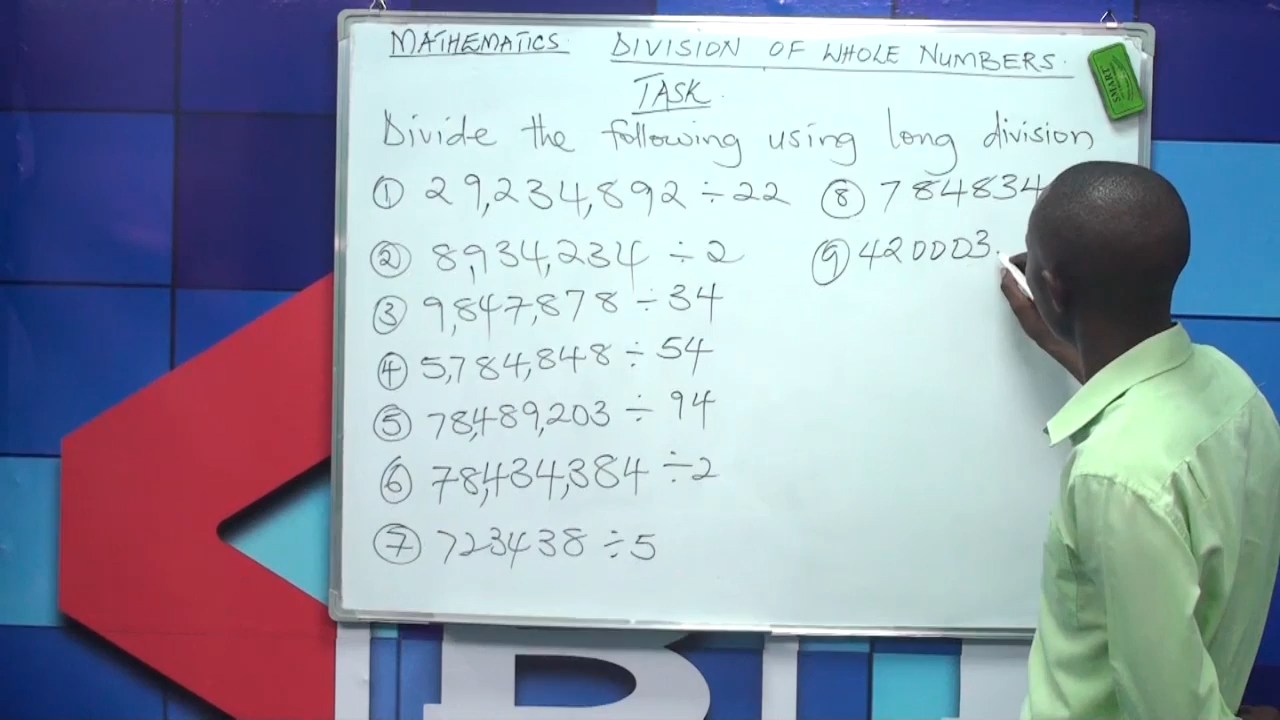 MATHEMATICS. DIVISION OF WHOLE NUMBERS.
TASK.
Divide the following using long division
① 29,234,892 ÷ 22
② 8,934,234 ÷ 2
③ 9,847,878 ÷ 34
④ 5,784,848 ÷ 54
⑤ 78,489,203 ÷ 94
⑥ 78,434,384 ÷ 2
⑦ 723438 ÷ 5
⑧ 784834
⑨ 420003
SMART